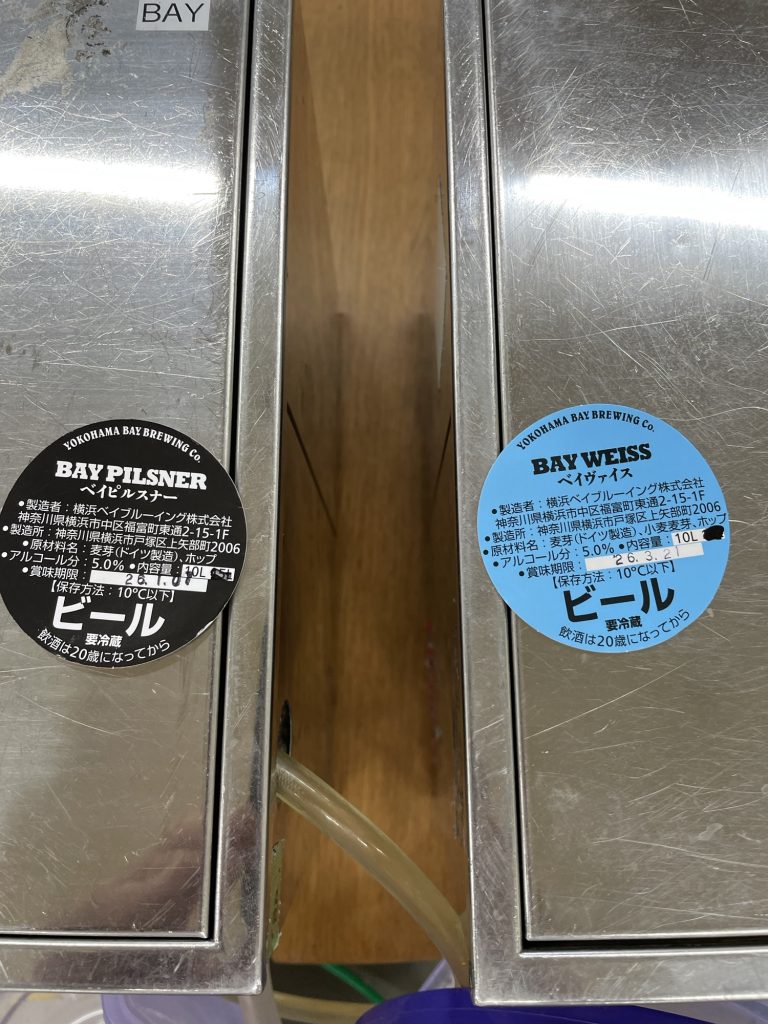 BAY
YOKOHAMA BAY BREWING Co.
BAY PILSNER
ベイピルスナー
●製造者：横浜ベイブルーイング株式会社
神奈川県横浜市中区福富町東通2-15-1F
●製造所：神奈川県横浜市戸塚区上矢部町2006
●原材料名：麦芽（ドイツ製造）、ホップ
●アルコール分：5.0% ●内容量：10L
●賞味期限：
【保存方法：10℃以下】
ビール
要冷蔵
飲酒は20歳になってから
YOKOHAMA BAY BREWING Co.
BAY WEISS
ベイヴァイス
●製造者：横浜ベイブルーイング株式会社
神奈川県横浜市中区福富町東通2-15-1F
●製造所：神奈川県横浜市戸塚区上矢部町2006
●原材料名：麦芽（ドイツ製造）、小麦麦芽、ホップ
●アルコール分：5.0% ●内容量：10L
●賞味期限：26.3.21
【保存方法：10℃以下】
ビール
要冷蔵
飲酒は20歳になってから